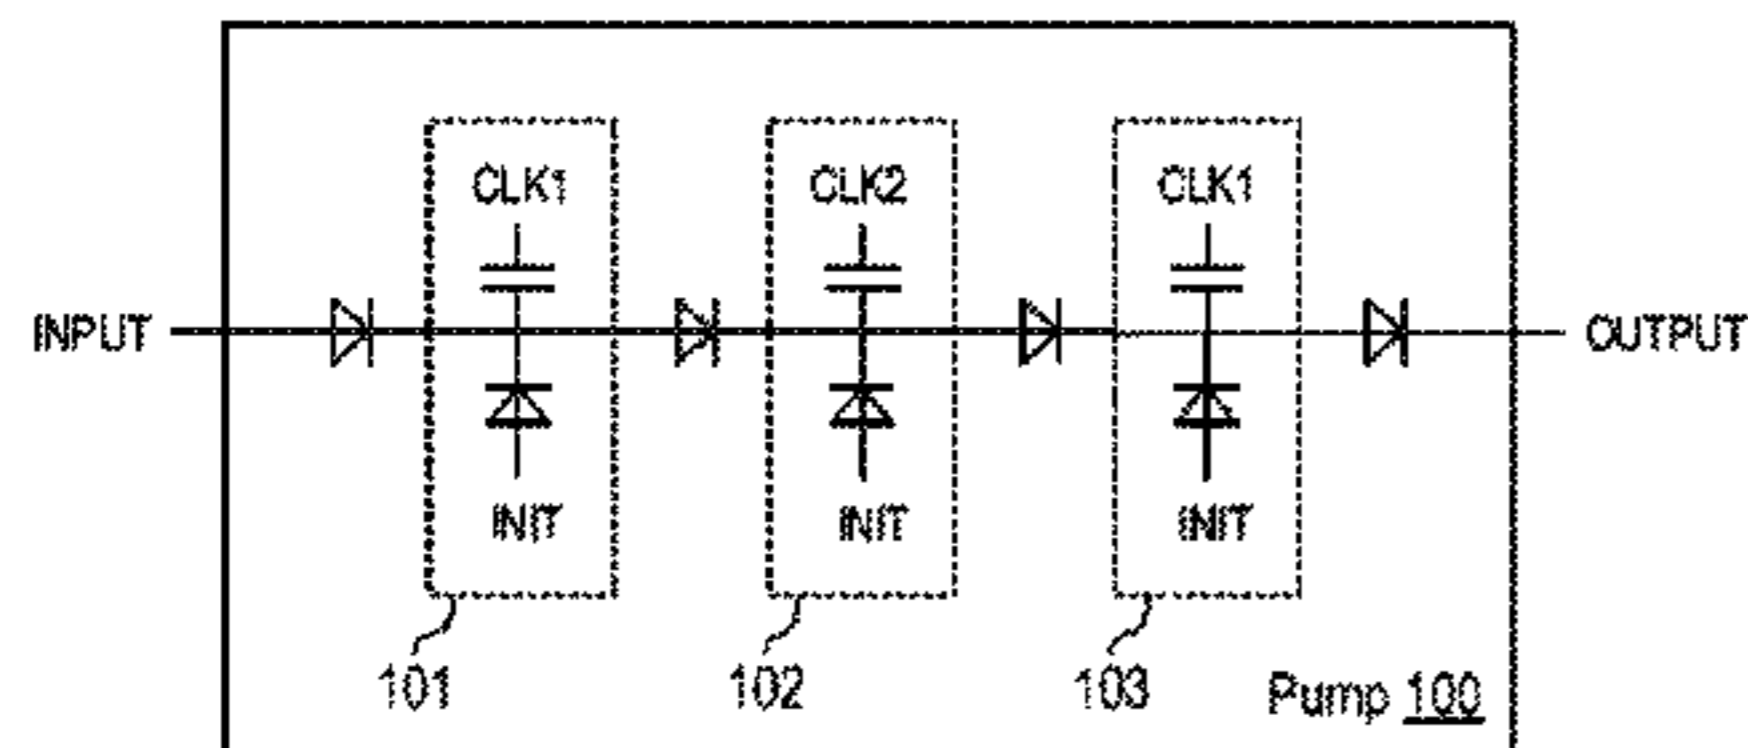 CLK1 CLK2 CLK1
INPUT OUTPUT
INIT INIT INIT
101 102 103 Pump 100